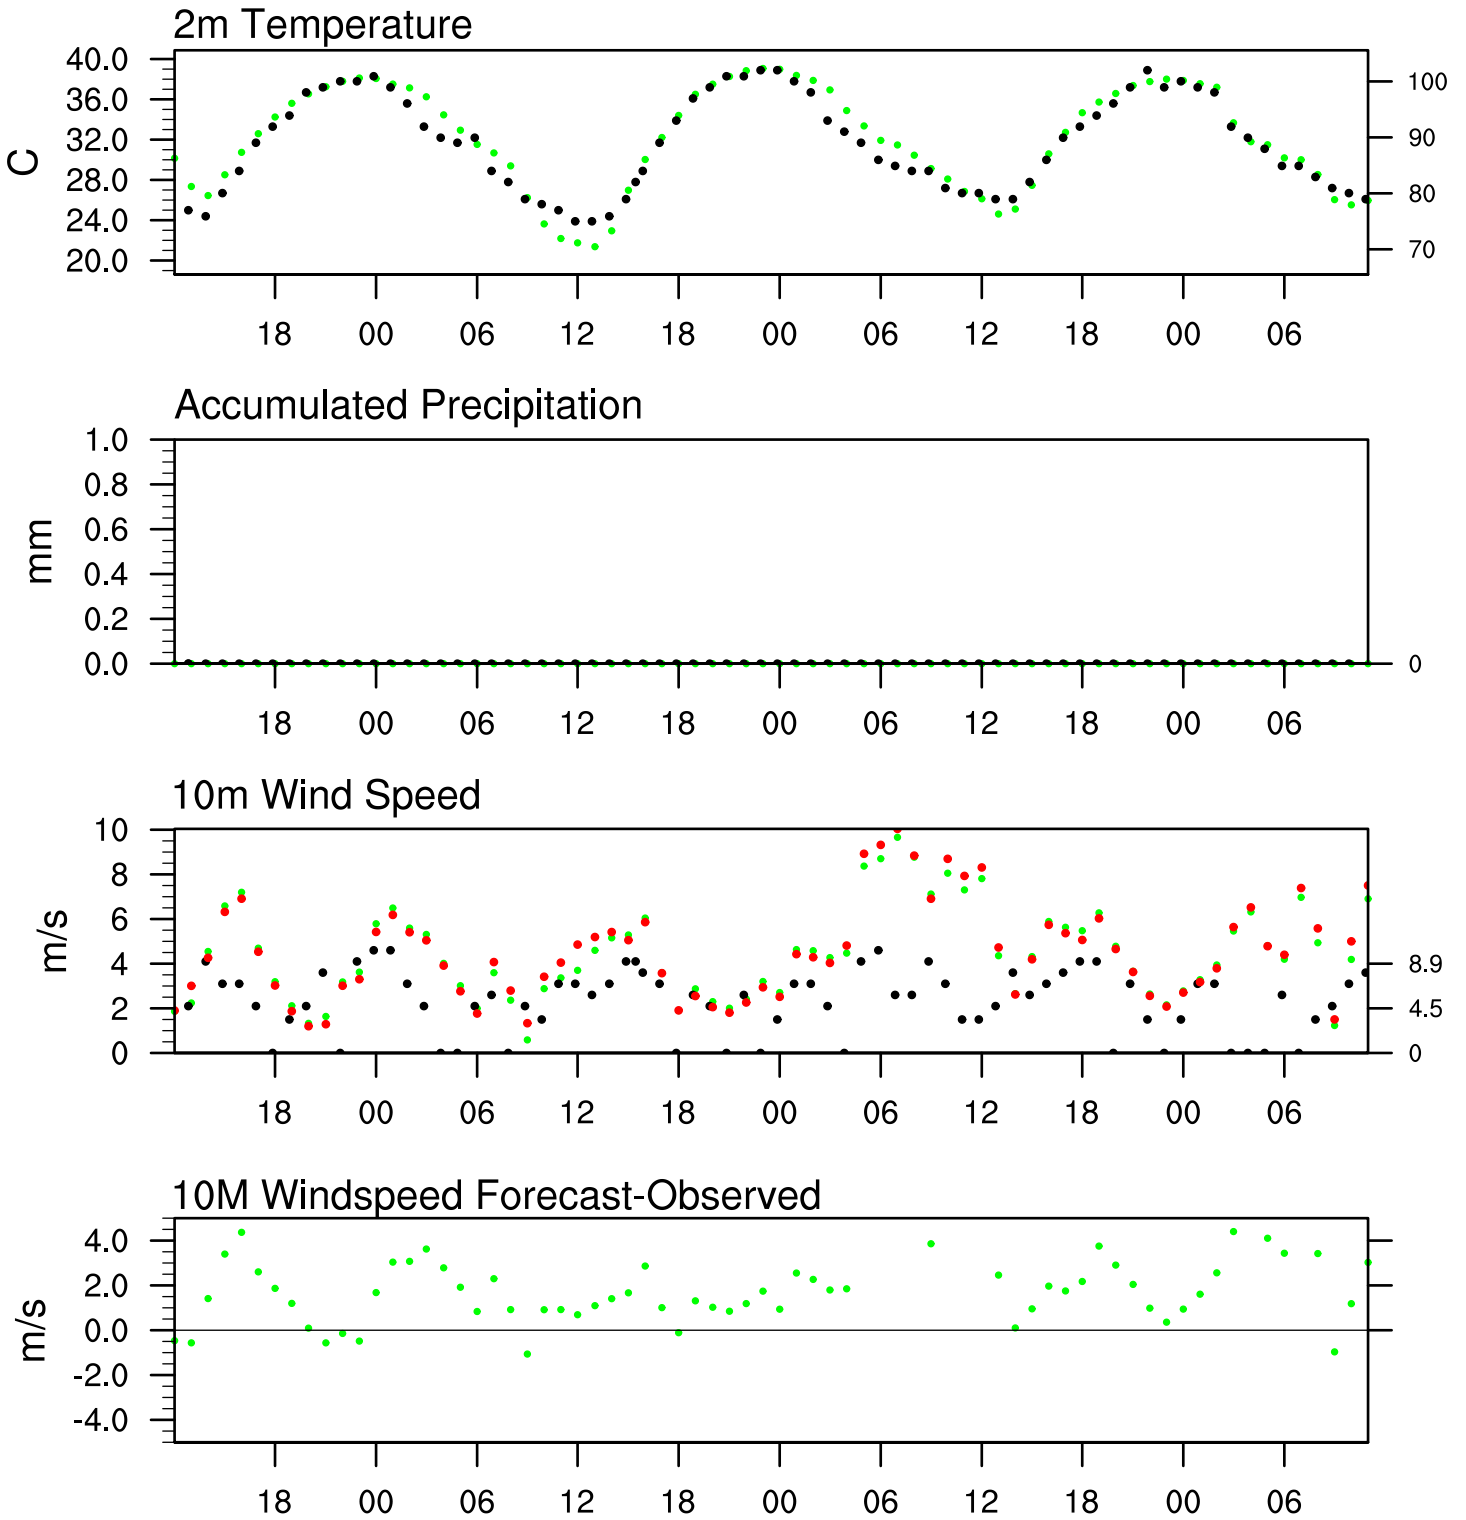 2m Temperature
40.0
36.0
32.0
28.0
24.0
20.0
C
100
90
80
70
18 00 06 12 18 00 06 12 18 00 06
Accumulated Precipitation
1.0
0.8
0.6
0.4
0.2
0.0
mm
0
18 00 06 12 18 00 06 12 18 00 06
10m Wind Speed
10
8
6
4
2
0
m/s
8.9
4.5
0
18 00 06 12 18 00 06 12 18 00 06
10M Windspeed Forecast-Observed
4.0
2.0
0.0
-2.0
-4.0
m/s
18 00 06 12 18 00 06 12 18 00 06